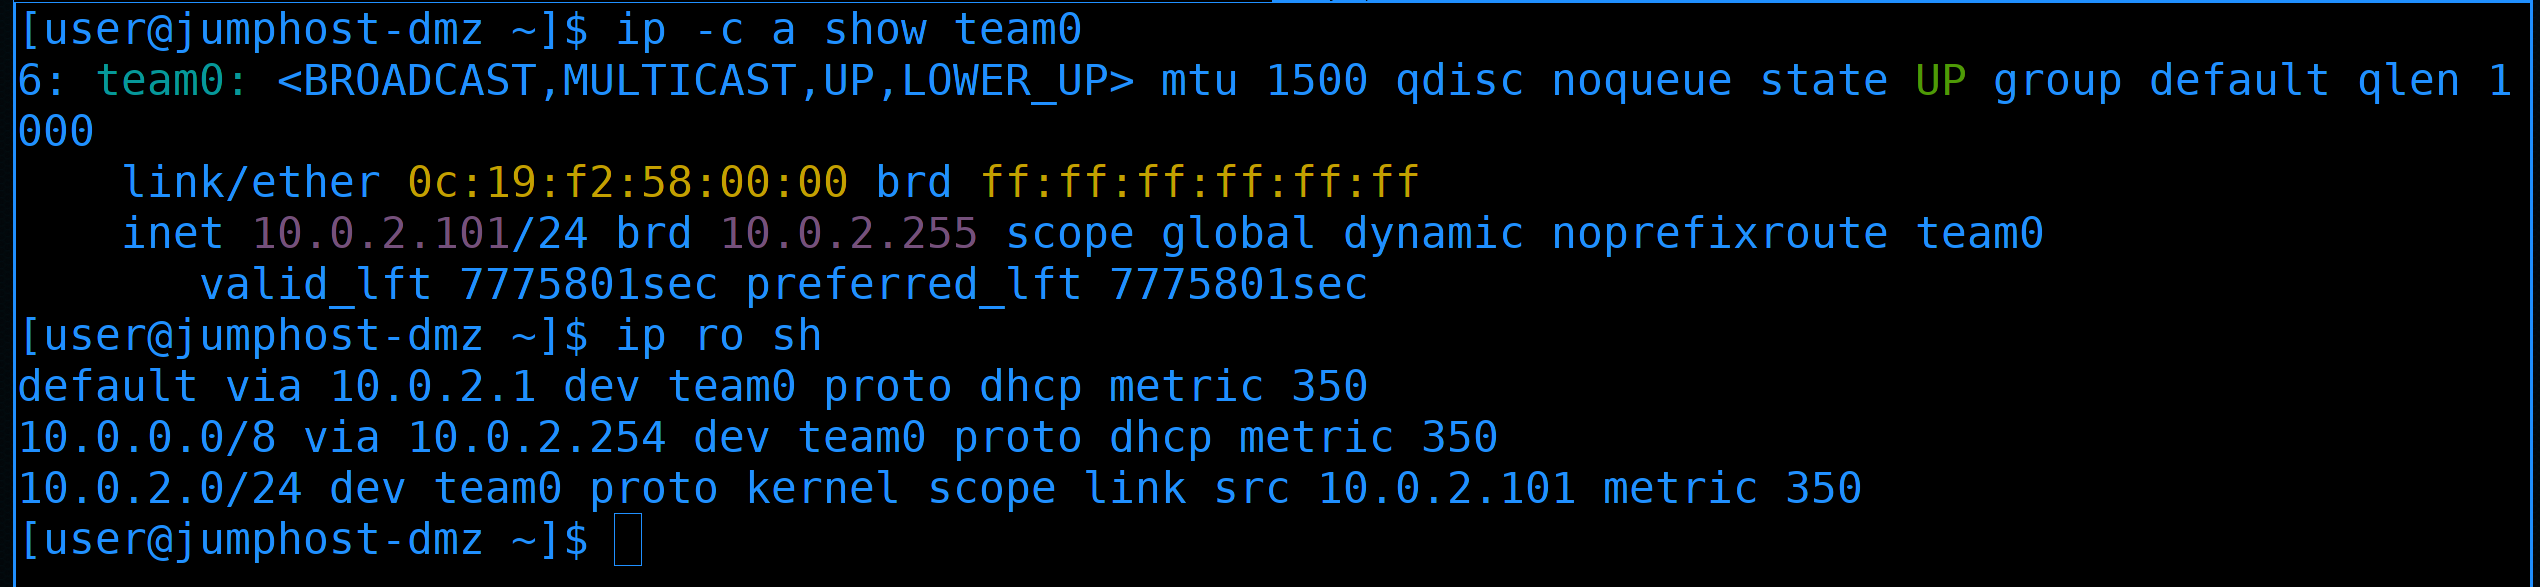 [user@jumphost-dmz ~]$ ip -c a show team0
6: team0: <BROADCAST,MULTICAST,UP,LOWER_UP> mtu 1500 qdisc noqueue state UP group default qlen 1
000
    link/ether 0c:19:f2:58:00:00 brd ff:ff:ff:ff:ff:ff
    inet 10.0.2.101/24 brd 10.0.2.255 scope global dynamic noprefixroute team0
       valid_lft 7775801sec preferred_lft 7775801sec
[user@jumphost-dmz ~]$ ip ro sh
default via 10.0.2.1 dev team0 proto dhcp metric 350
10.0.0.0/8 via 10.0.2.254 dev team0 proto dhcp metric 350
10.0.2.0/24 dev team0 proto kernel scope link src 10.0.2.101 metric 350
[user@jumphost-dmz ~]$